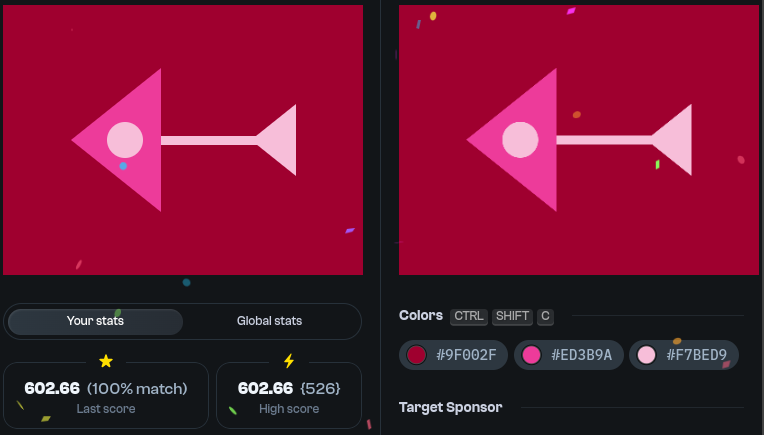 Your stats
Global stats
602.66 (100% match)
Last score
602.66 {526}
High score
Colors CTRL SHIFT C
#9F002F #ED3B9A #F7BED9
Target Sponsor